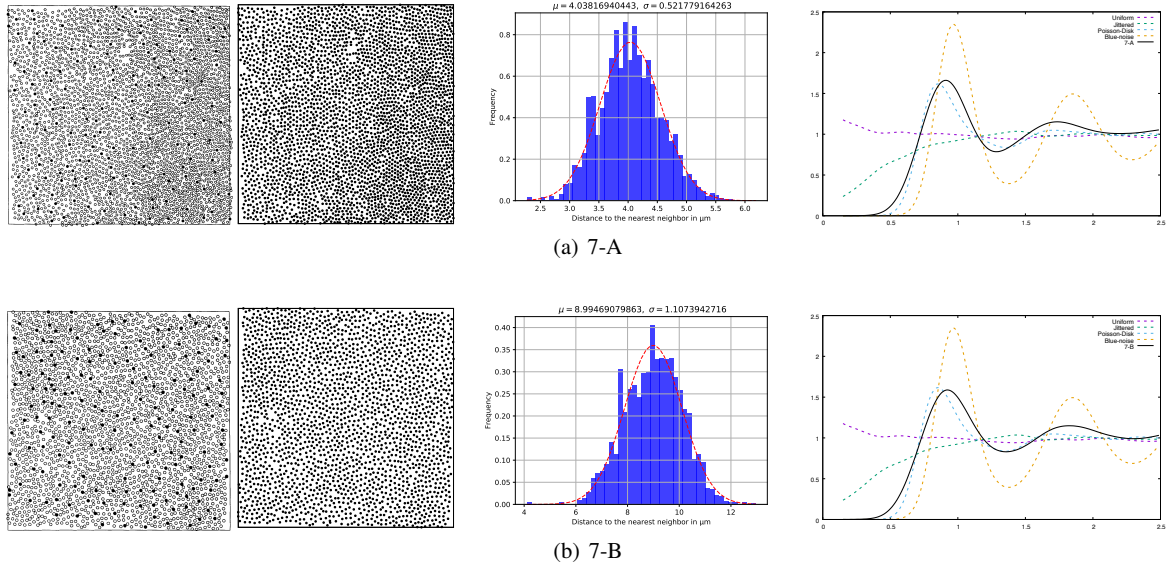 μ = 4.03816940443, σ = 0.521779164263
Frequency
0.8
0.6
0.4
0.2
0.0
2.5 3.0 3.5 4.0 4.5 5.0 5.5 6.0
Distance to the nearest neighbor in μm
Uniform
Jittered
Poisson-Disk
Blue-noise
7-A
2.5
2
1.5
1
0.5
0
0 0.5 1 1.5 2 2.5
(a) 7-A
μ = 8.99469079863, σ = 1.1073942716
Frequency
0.40
0.35
0.30
0.25
0.20
0.15
0.10
0.05
0.00
4 6 8 10 12
Distance to the nearest neighbor in μm
Uniform
Jittered
Poisson-Disk
Blue-noise
7-B
2.5
2
1.5
1
0.5
0
0 0.5 1 1.5 2 2.5
(b) 7-B